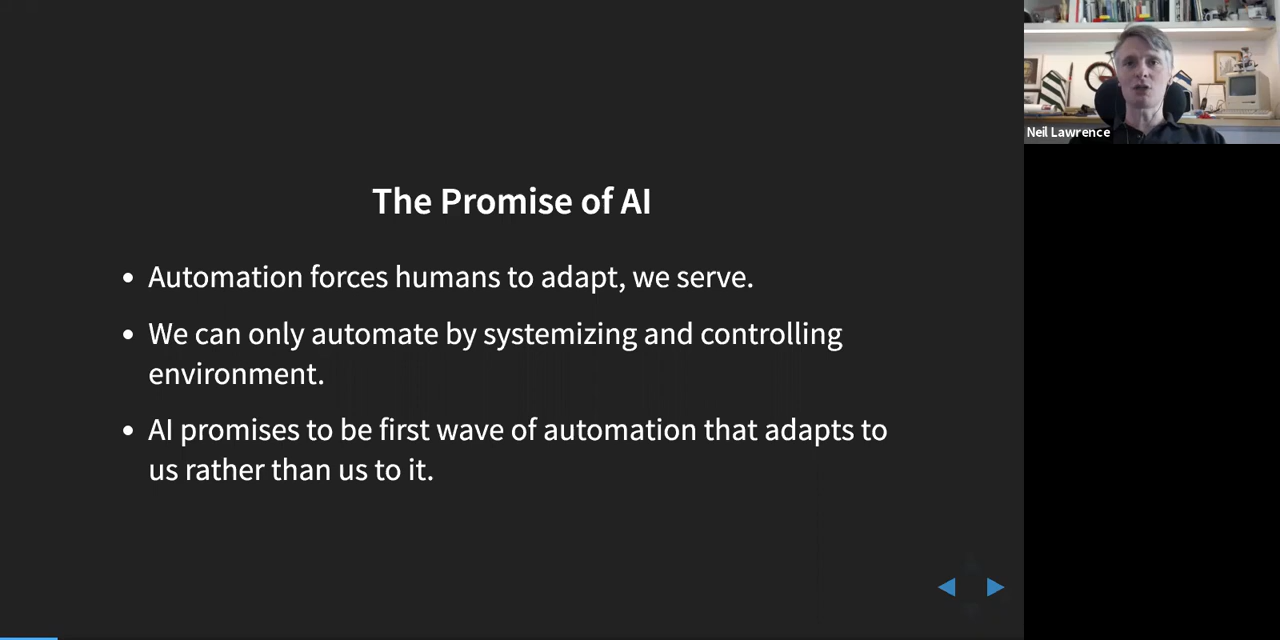 The Promise of AI
Automation forces humans to adapt, we serve.
We can only automate by systemizing and controlling
environment.
AI promises to be first wave of automation that adapts to
us rather than us to it.
Neil Lawrence